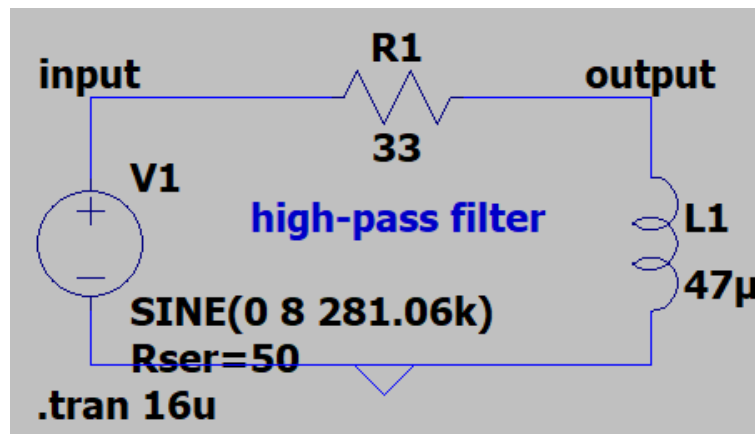 R1
input
output
33
V1
high-pass filter
L1
47µ
SINE(0 8 281.06k)
Rser=50
.tran 16u